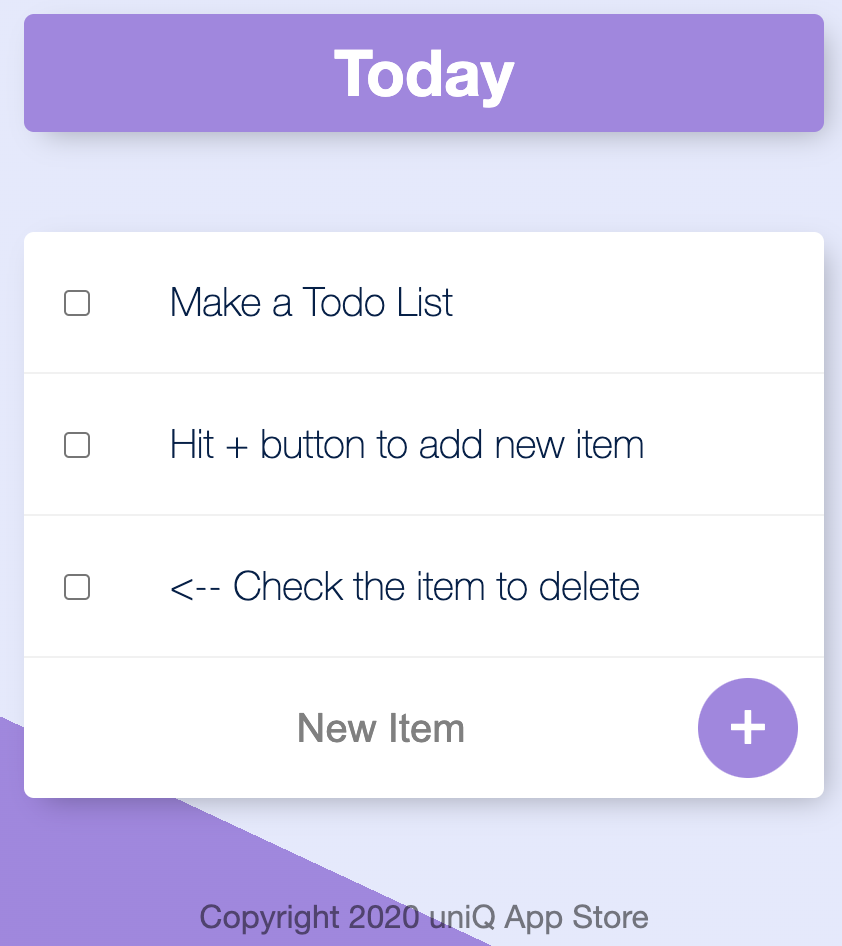 Today
Make a Todo List
Hit + button to add new item
<-- Check the item to delete
New Item +
Copyright 2020 uniQ App Store